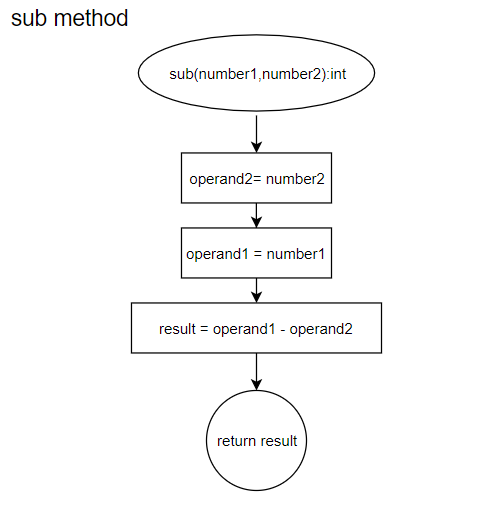 sub method
sub(number1,number2):int
operand2= number2
operand1 = number1
result = operand1 - operand2
return result